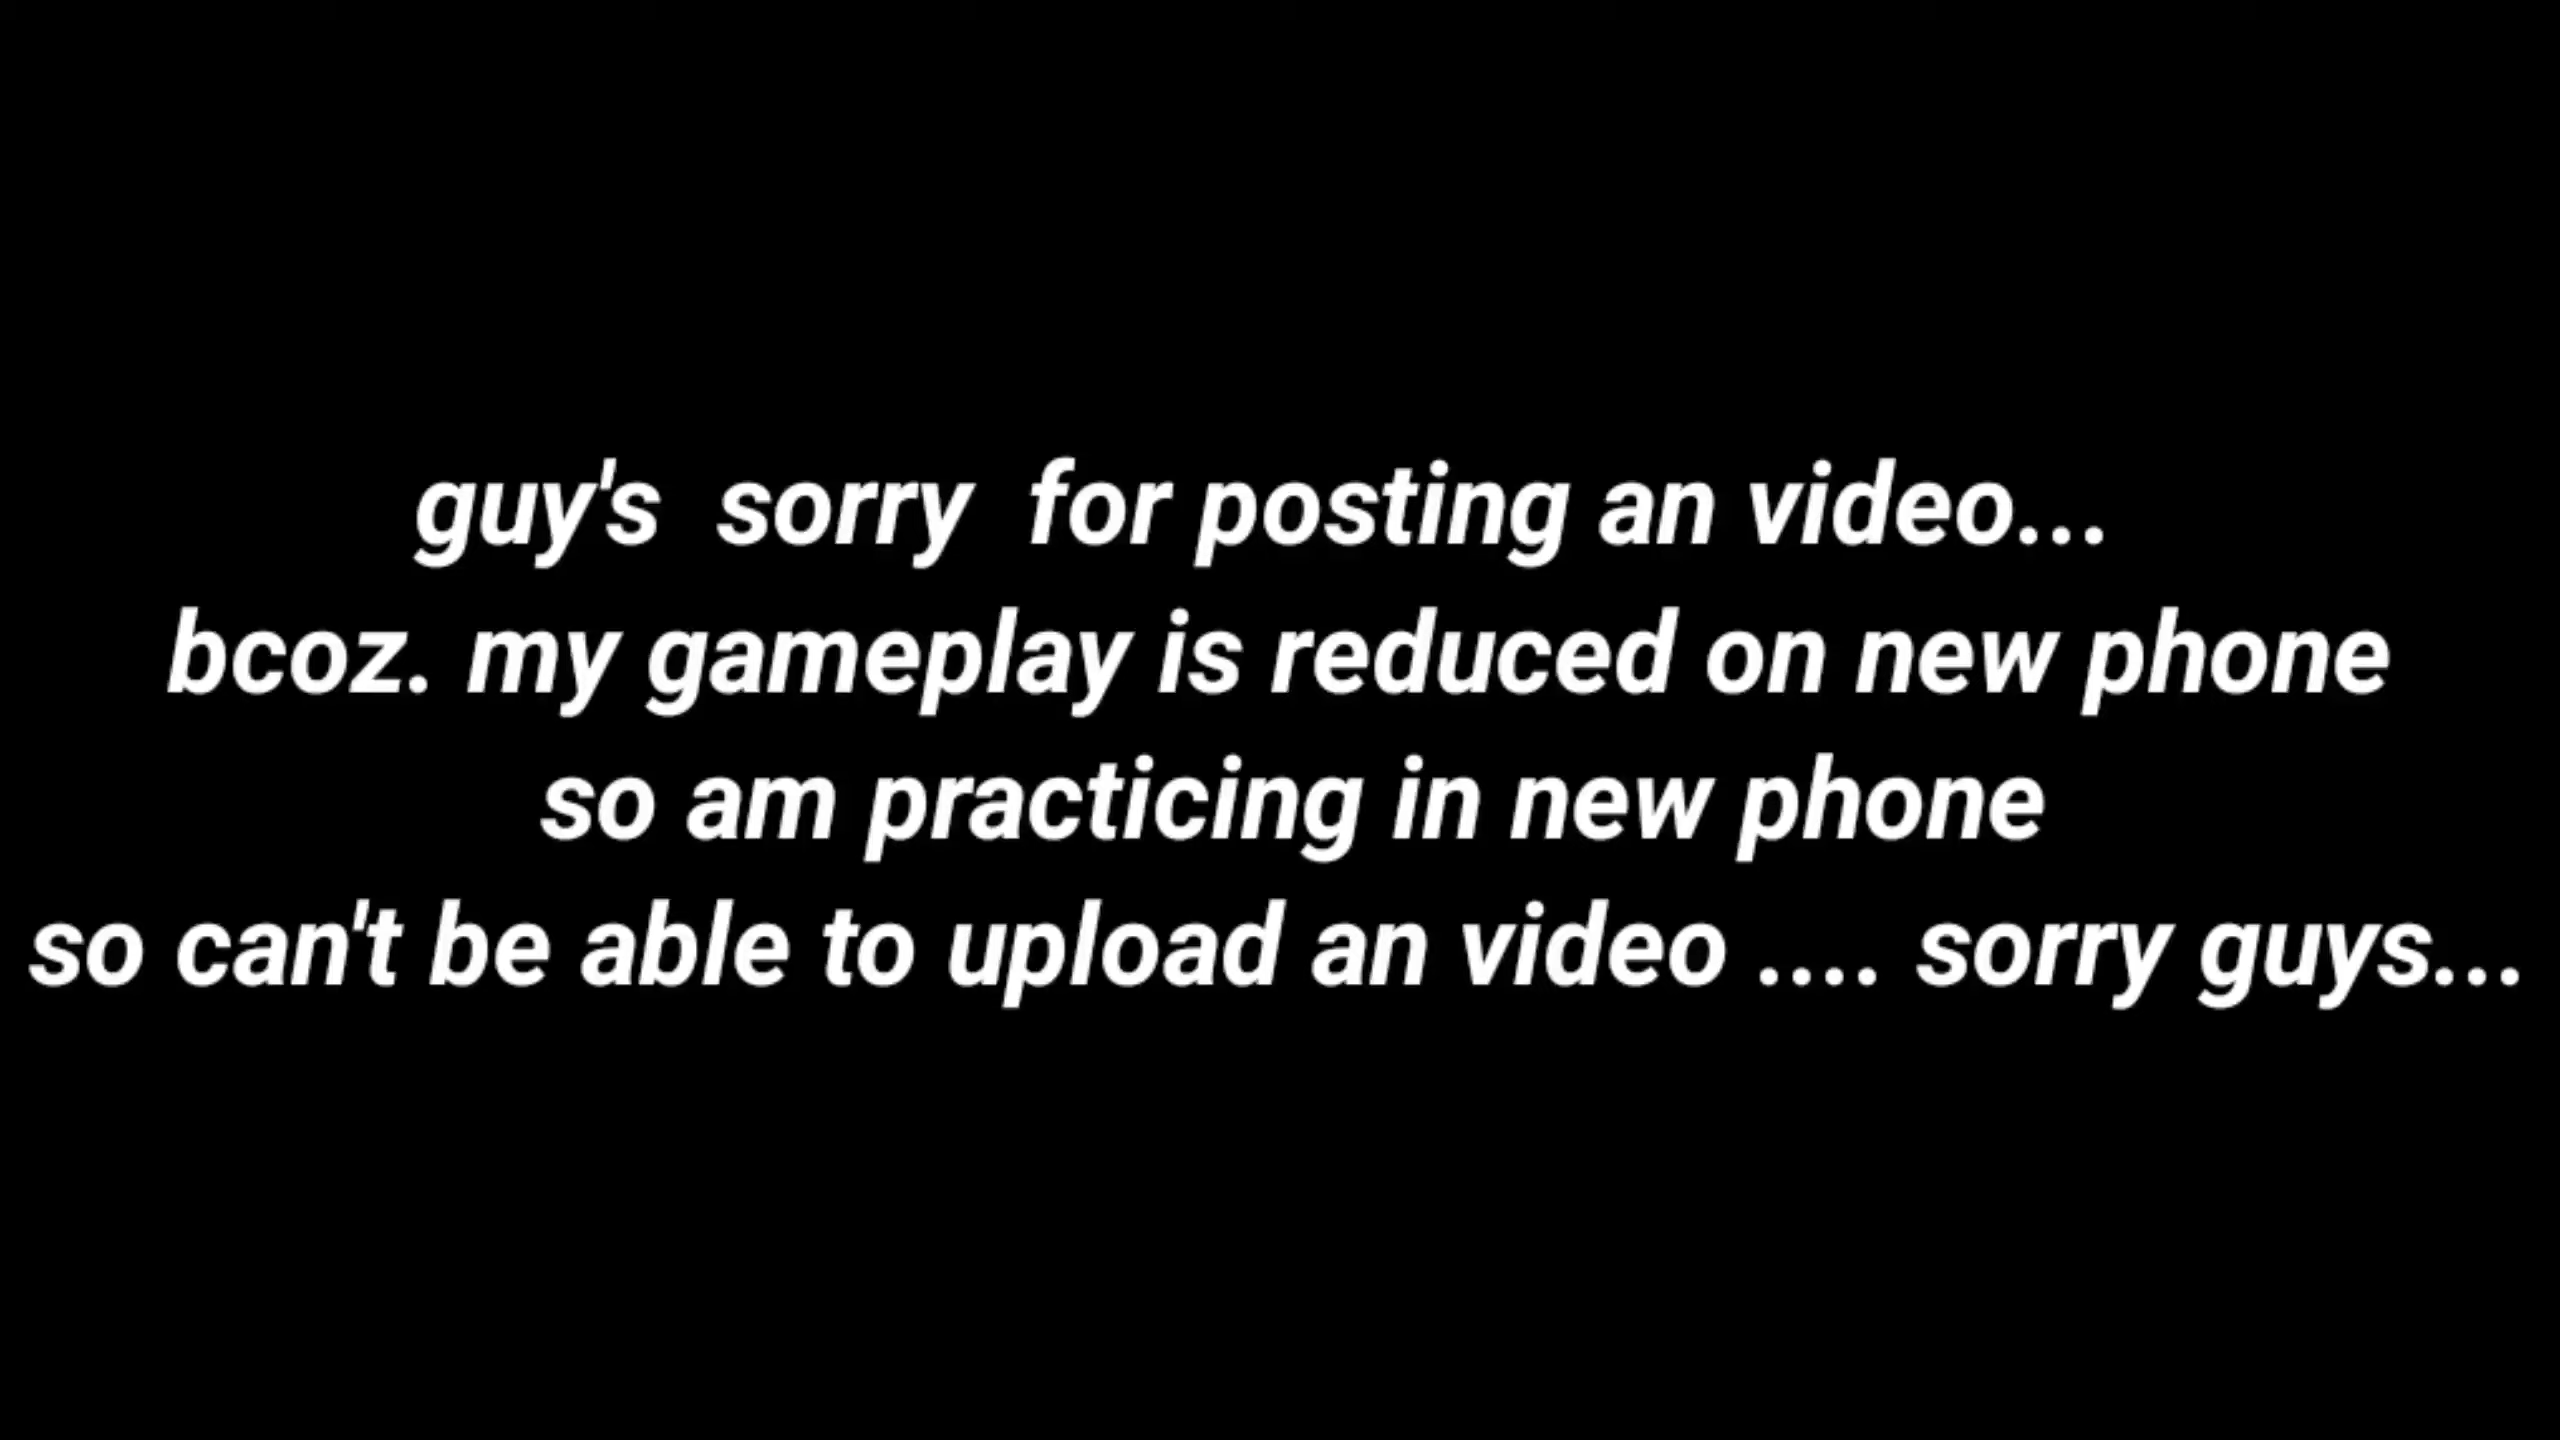 guy's sorry for posting an video...
bcoz. my gameplay is reduced on new phone
so am practicing in new phone
so can't be able to upload an video .... sorry guys...